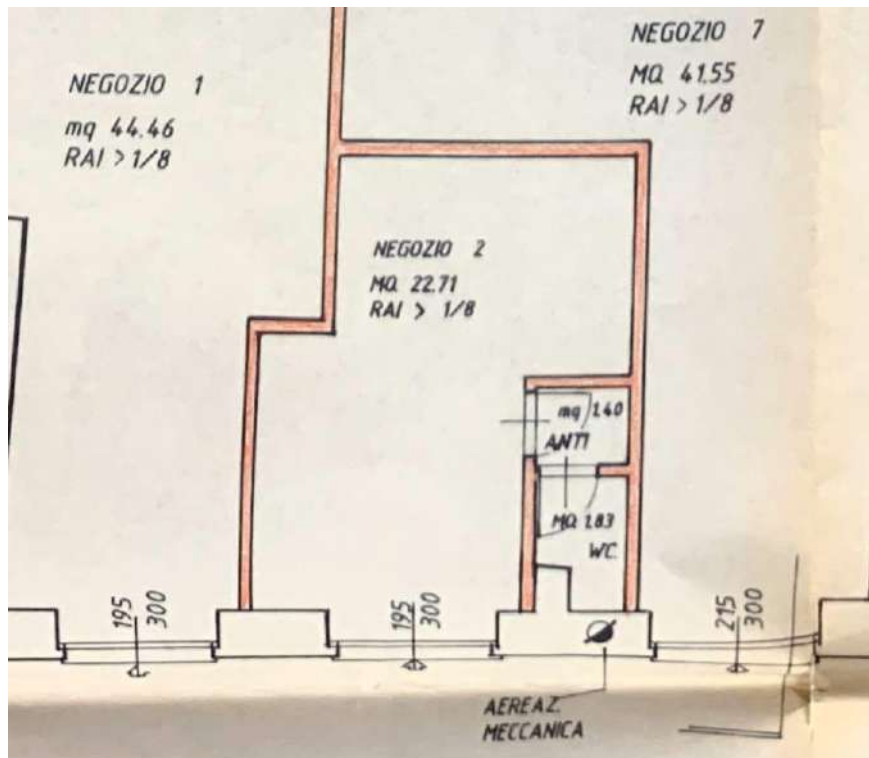 NEGOZIO 1
mq 44.46
RAI > 1/8
NEGOZIO 7
MQ 41.55
RAI > 1/8
NEGOZIO 2
MQ. 22.71
RAI > 1/8
mq 1.40
ANTI
MQ 1.83
WC.
195
300
195
300
215
300
AEREAZ.
MECCANICA